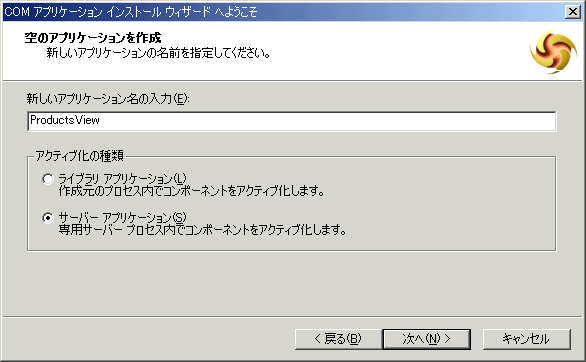 COM アプリケーション インストール ウィザード へようこそ
空のアプリケーションを作成
新しいアプリケーションの名前を指定してください。
新しいアプリケーション名の入力(E):
ProductsView
アクティブ化の種類
ライブラリ アプリケーション(L)
作成元のプロセス内でコンポーネントをアクティブ化します。
サーバー アプリケーション(S)
専用サーバー プロセス内でコンポーネントをアクティブ化します。
< 戻る(B) 次へ(N) > キャンセル